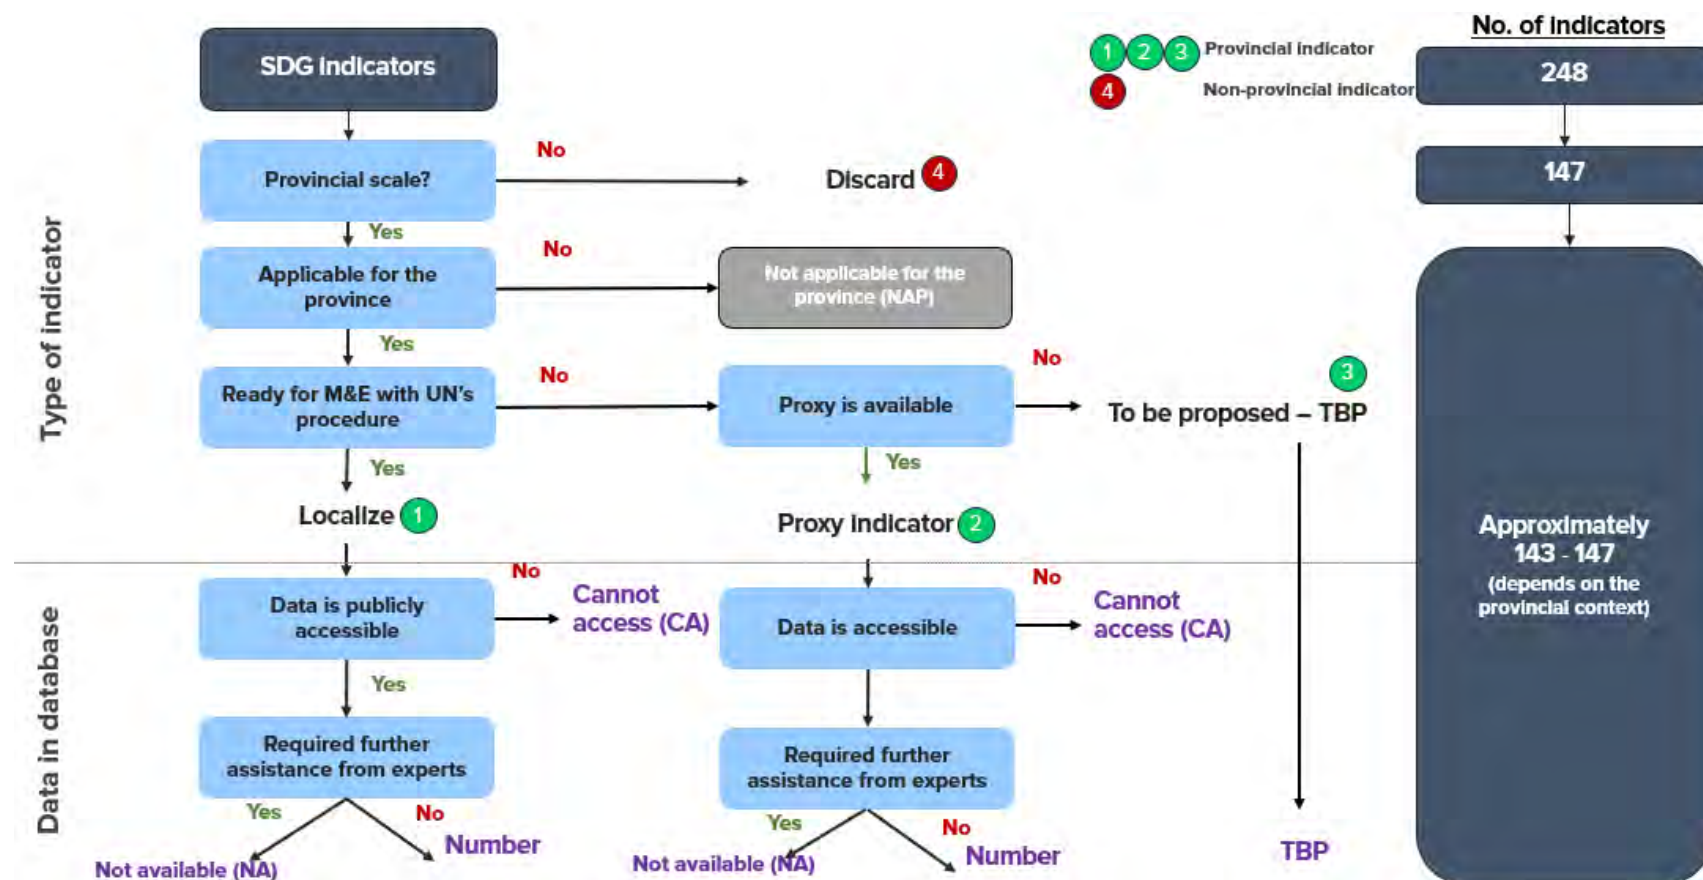 No. of indicators
SDG indicators
1 2 3 Provincial indicator
4 Non-provincial indicator
248
No
Provincial scale?
Discard 4
147
Yes
No
Applicable for the
province
Not applicable for the
province (NAP)
Yes
No
No
Ready for M&E with UN's
procedure
Proxy is available
3
To be proposed – TBP
Yes
Yes
Localize 1
Proxy indicator 2
Approximately
143 - 147
(depends on the
provincial context)
Type of indicator
No
No
Data is publicly
accessible
Cannot
access (CA)
Data is accessible
Cannot
access (CA)
Yes
Required further
assistance from experts
Required further
assistance from experts
Yes
No
Yes
No
Number
Not available (NA)
Number
Not available (NA)
TBP
Data in database